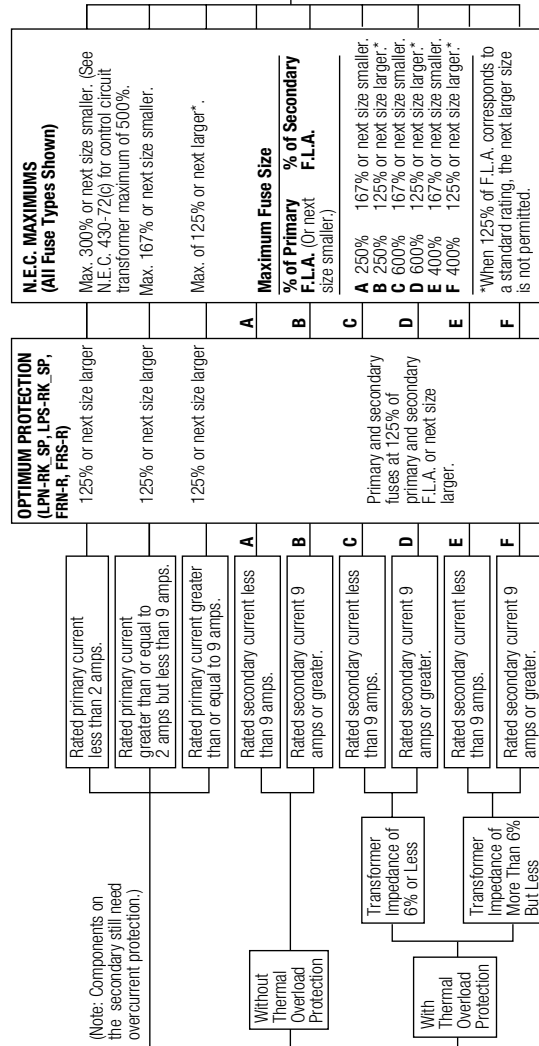 (Note: Components on
the secondary still need
overcurrent protection.)
Without
Thermal
Overload
Protection
With
Thermal
Overload
Protection
Transformer
Impedance of
6% or Less
Transformer
Impedance of
More Than 6%
But Less
Rated primary current
less than 2 amps.
Rated primary current
greater than or equal to
2 amps but less than 9 amps.
Rated primary current greater
than or equal to 9 amps.
Rated secondary current less
than 9 amps.
Rated secondary current 9
amps or greater.
Rated secondary current less
than 9 amps.
Rated secondary current 9
amps or greater.
Rated secondary current less
than 9 amps.
Rated secondary current 9
amps or greater.
A
B
C
D
E
F
OPTIMUM PROTECTION
(LPN-RK_SP, LPS-RK_SP,
FRN-R, FRS-R)
125% or next size larger
125% or next size larger
125% or next size larger
Primary and secondary
fuses at 125% of
primary and secondary
F.L.A. or next size
larger.
A
B
C
D
E
F
N.E.C. MAXIMUMS
(All Fuse Types Shown)
Max. 300% or next size smaller. (See
N.E.C. 430-72(c) for control circuit
transformer maximum of 500%.
Max. 167% or next size smaller.
Max. of 125% or next larger*.
Maximum Fuse Size
% of Primary % of Secondary
F.L.A. (Or next F.L.A.
size smaller.)
A 250% 167% or next size smaller.
B 250% 125% or next size larger.*
C 600% 167% or next size smaller.
D 600% 125% or next size larger.*
E 400% 167% or next size smaller.
F 400% 125% or next size larger.*
*When 125% of F.L.A. corresponds to
a standard rating, the next larger size
is not permitted.